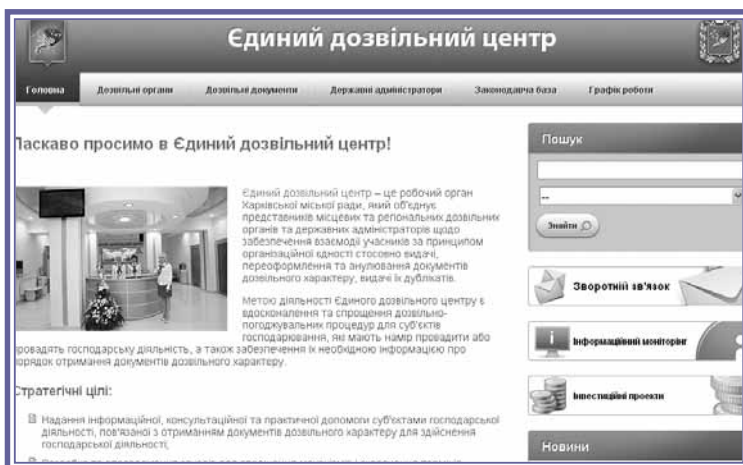 Єдиний дозвільний центр
Головна Дозвільні органи Дозвільні документи Державні адміністратори Законодавча база Графік роботи
Ласкаво просимо в Єдиний дозвільний центр!
Єдиний дозвільний центр – це робочий орган
Харківської міської ради, який об'єднує
представників місцевих та регіональних дозвільних
органів та державних адміністраторів щодо
забезпечення взаємодії учасників за принципом
організаційної єдності стосовно видачі,
переоформлення та анулювання документів
дозвільного характеру, видачі їх дублікатів.
Метою діяльності Єдиного дозвільного центру є
вдосконалення та спрощення дозвільно-
погоджувальних процедур для суб'єктів
господарювання, які мають намір провадити або
провадять господарську діяльність, а також забезпечення їх необхідною інформацією про
порядок отримання документів дозвільного характеру.
Стратегічні цілі:
Надання інформаційної, консультаційної та практичної допомоги суб'єктами господарської
діяльності, пов'язаної з отриманням документів дозвільного характеру для здійснення
господарської діяльності;
Пошук
--
Знайти
Зворотній зв'язок
Інформаційний моніторінг
Інвестиційні проекти
Новини